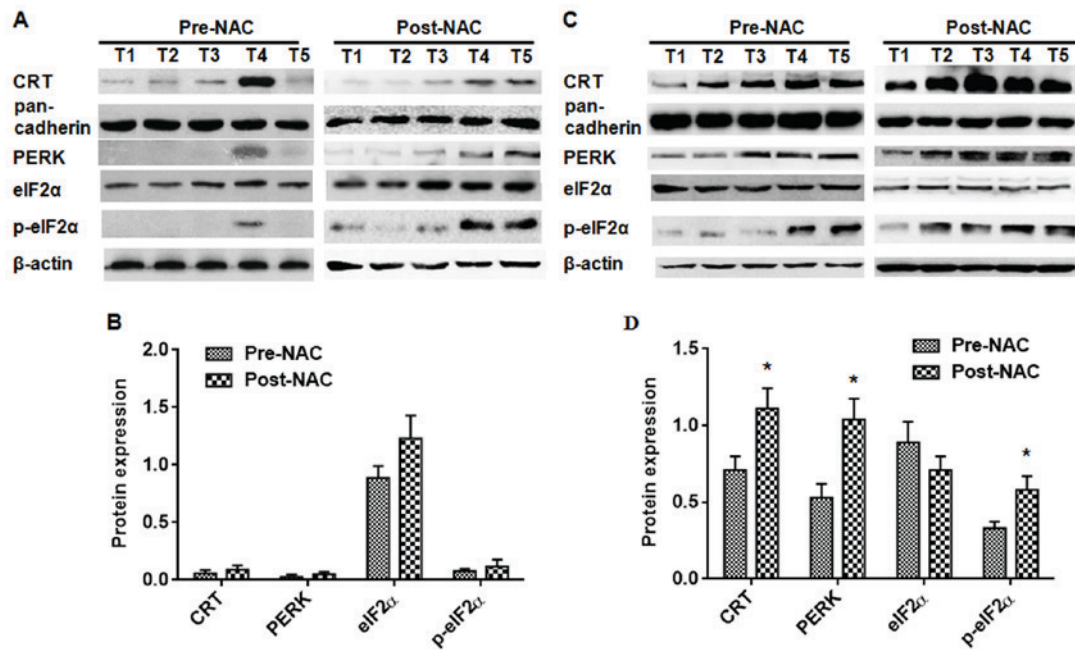 A
Pre-NAC Post-NAC
T1 T2 T3 T4 T5 T1 T2 T3 T4 T5
CRT
pan-
cadherin
PERK
eIF2α
p-eIF2α
β-actin
C
Pre-NAC Post-NAC
T1 T2 T3 T4 T5 T1 T2 T3 T4 T5
CRT
pan-
cadherin
PERK
eIF2α
p-eIF2α
β-actin
B
Protein expression
2.0
1.5
1.0
0.5
0.0
Pre-NAC
Post-NAC
CRT PERK eIF2α p-eIF2α
D
Protein expression
1.5
1.0
0.5
0.0
Pre-NAC
Post-NAC
* * *
CRT PERK eIF2α p-eIF2α